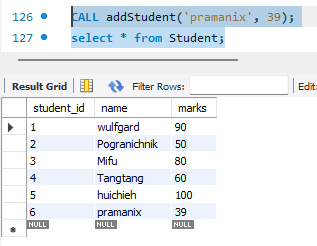 126 CALL addStudent('pramanix', 39);
127 select * from Student;
Result Grid Filter Rows: Edit:
student_id name marks
1 wulfgard 90
2 Pogranichnik 50
3 Mifu 80
4 Tangtang 60
5 huichieh 100
6 pramanix 39
NULL NULL NULL